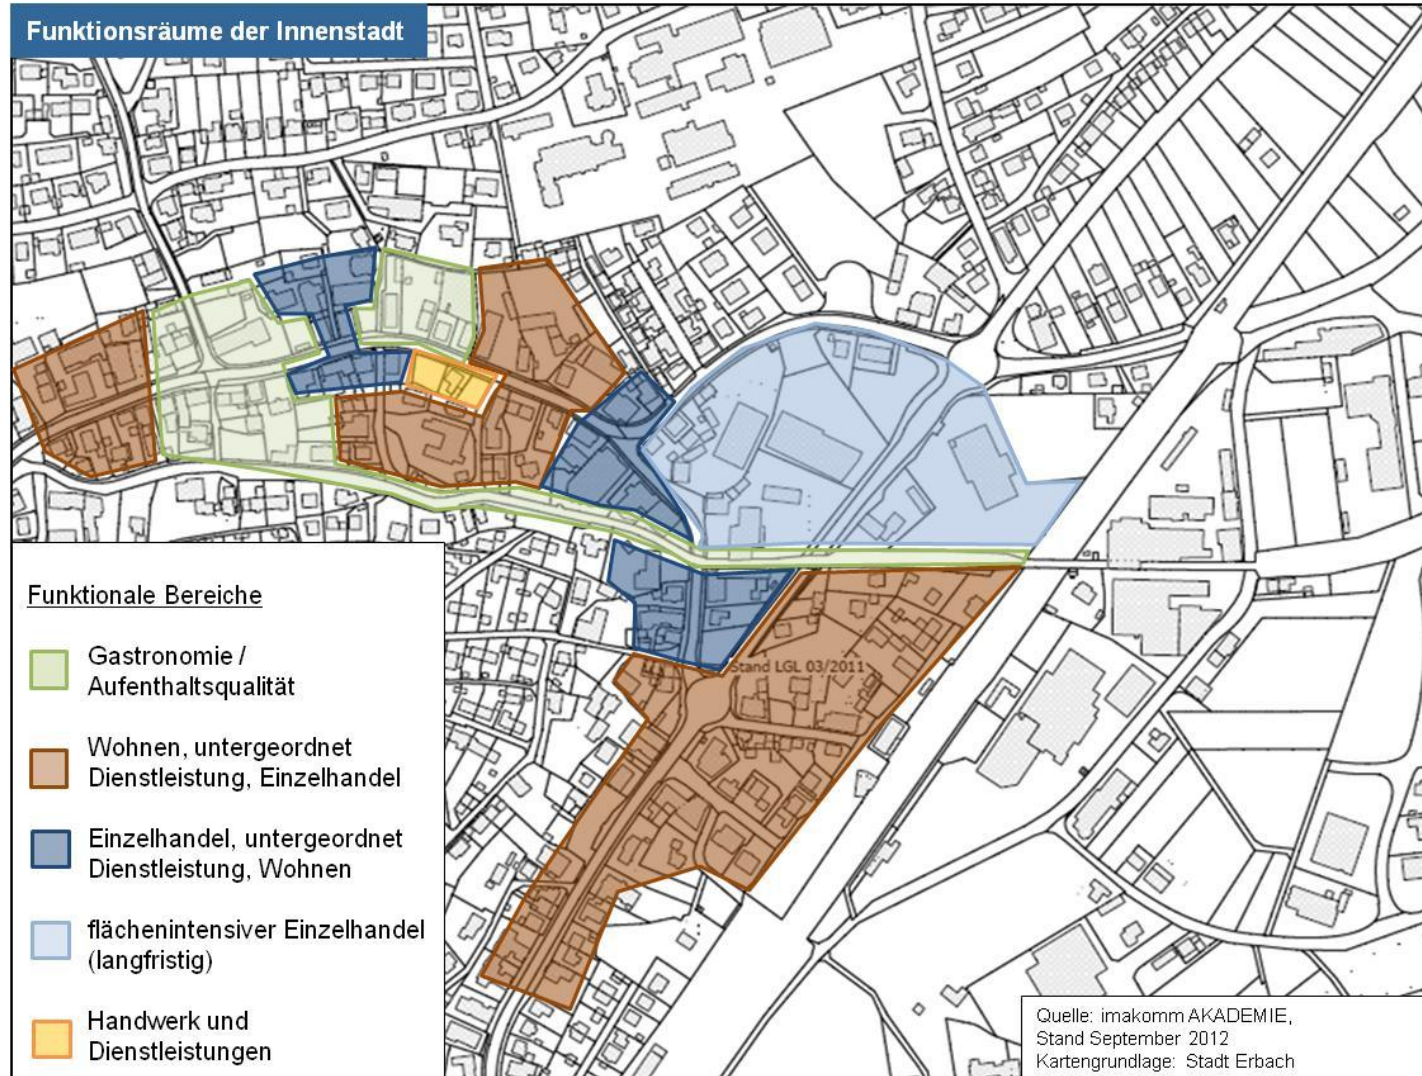 Funktionsräume der Innenstadt
Stand LGL 03/2011
Funktionale Bereiche
Gastronomie /
Aufenthaltsqualität
Wohnen, untergeordnet
Dienstleistung, Einzelhandel
Einzelhandel, untergeordnet
Dienstleistung, Wohnen
flächenintensiver Einzelhandel
(langfristig)
Handwerk und
Dienstleistungen
Quelle: imakomm AKADEMIE,
Stand September 2012
Kartengrundlage: Stadt Erbach